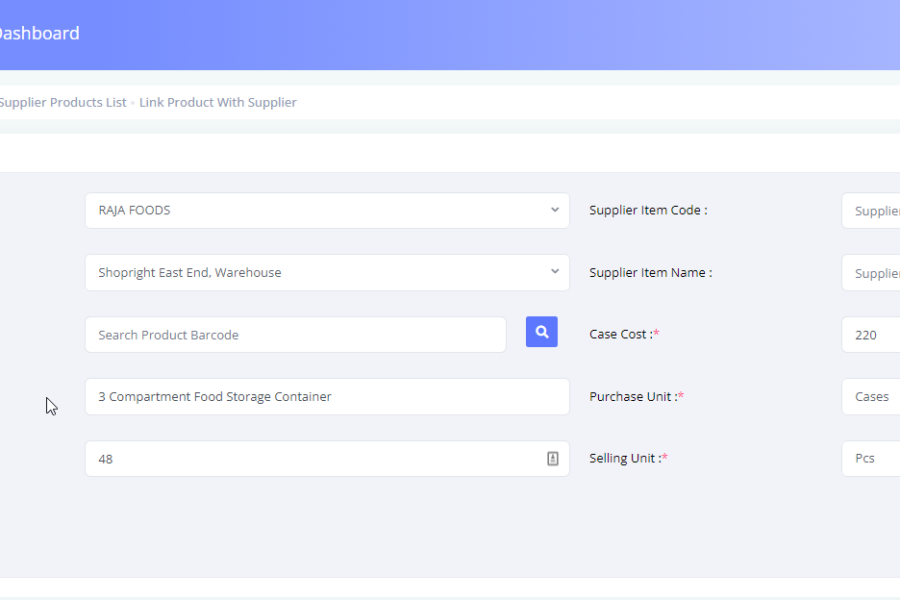 Dashboard
Supplier Products List • Link Product With Supplier
RAJA FOODS
Supplier Item Code :
Supplier
Shopright East End, Warehouse
Supplier Item Name :
Supplier
Search Product Barcode
Case Cost :*
220
3 Compartment Food Storage Container
Purchase Unit :*
Cases
48
Selling Unit :*
Pcs